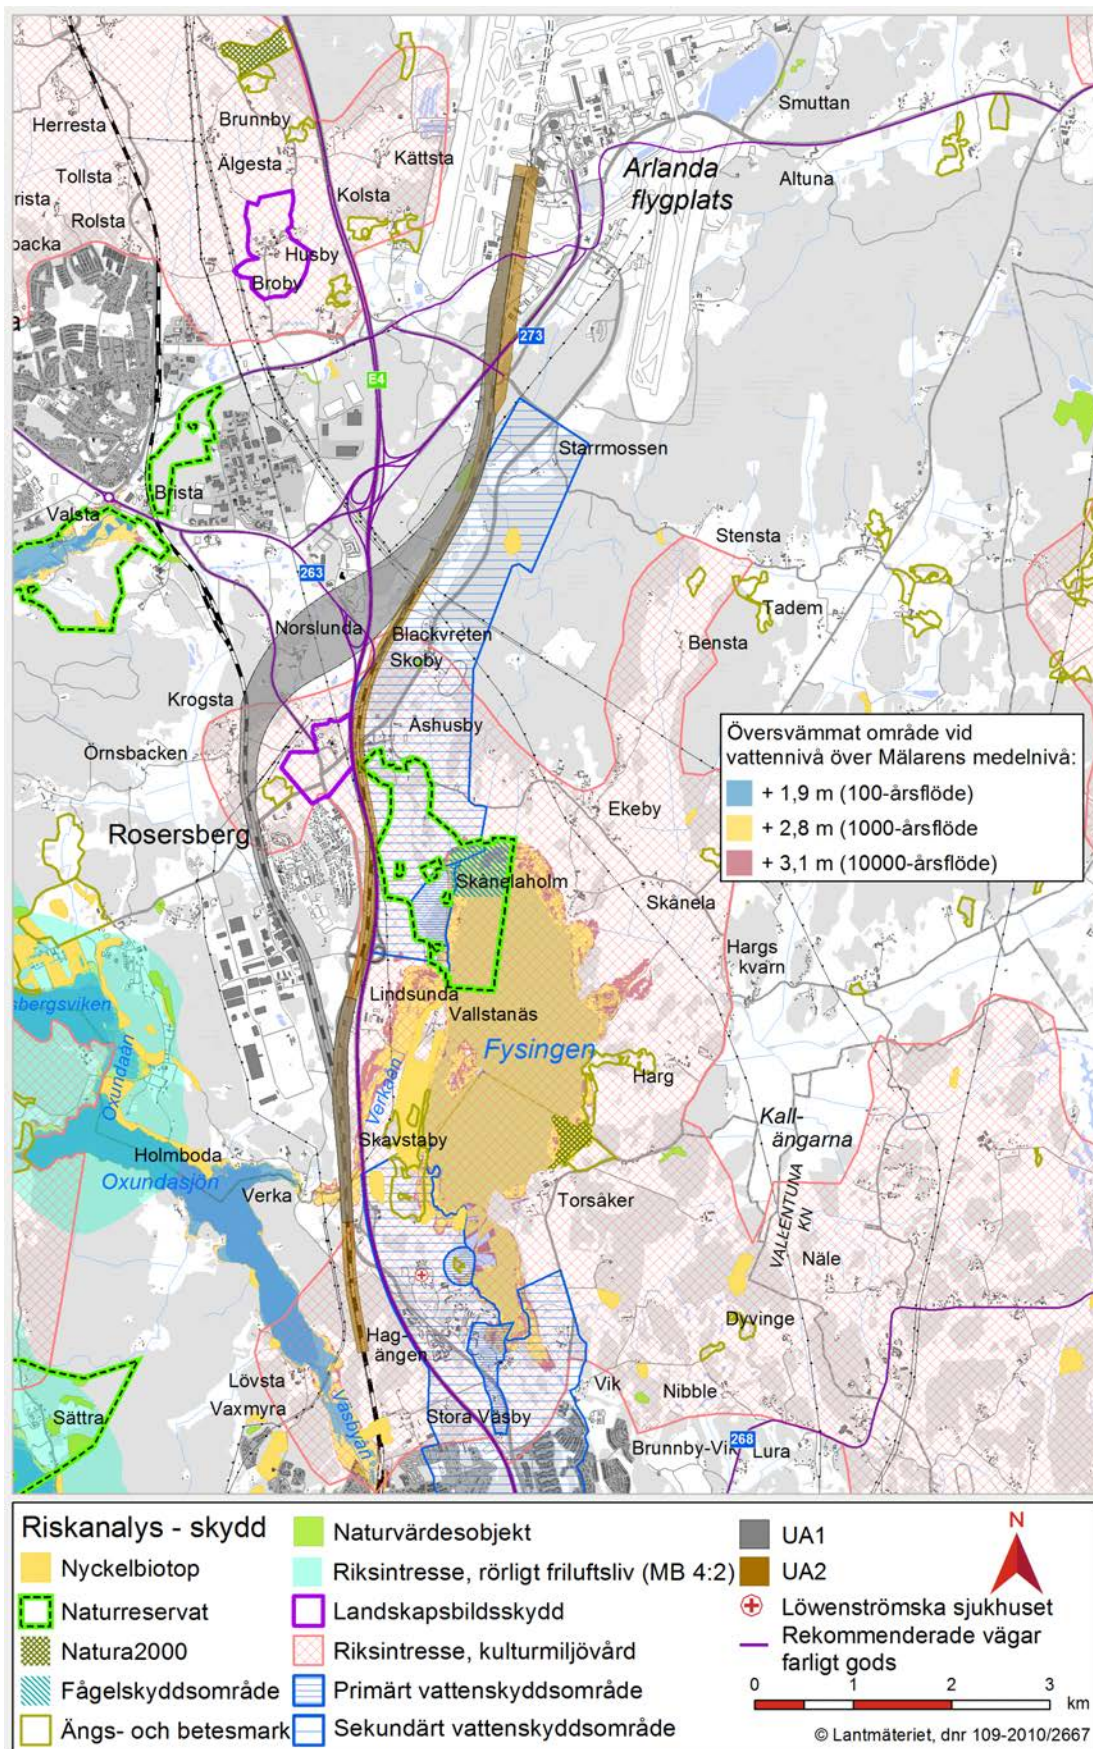 Smuttan
Herresta
Brunnby
Älgesta
Kättsta
Arlanda
flygplats
Altuna
Tollsta
Kolsta
rista
Rolsta
backa
Husby
Broby
273
E4
Starrmossen
Brista
Valsta
Stensta
263
Tadem
Norslunda
Blackvreten
Skoby
Bensta
Krogsta
Åshusby
Örnsbacken
Översvämmat område vid
vattennivå över Mälarens medelnivå:
+ 1,9 m (100-årsflöde)
+ 2,8 m (1000-årsflöde
+ 3,1 m (10000-årsflöde)
Ekeby
Rosersberg
Skånelaholm
Skånela
Hargs
kvarn
Lindsunda
sbergsviken
Vallstanäs
Fysingen
Oxundaån
Verkaån
Harg
Kall-
ängarna
Skavstaby
Holmboda
Oxundasjön
Verka
Torsåker
VALLENTUNA
KN
Näle
Dyvinge
Hag-
ängen
Lövsta
Vaxmyra
Vik
Nibble
Sättra
Väsbyån
Stora Väsby
268
Brunnby-Vik
Lura
Riskanalys - skydd
Nyckelbiotop
Naturreservat
Natura2000
Fågelskyddsområde
Ängs- och betesmark
Naturvärdesobjekt
Riksintresse, rörligt friluftsliv (MB 4:2)
Landskapsbildsskydd
Riksintresse, kulturmiljövård
Primärt vattenskyddsområde
Sekundärt vattenskyddsområde
UA1
UA2
Löwenströmska sjukhuset
Rekommenderade vägar
farligt gods
N
0 1 2 3
km
© Lantmäteriet, dnr 109-2010/2667